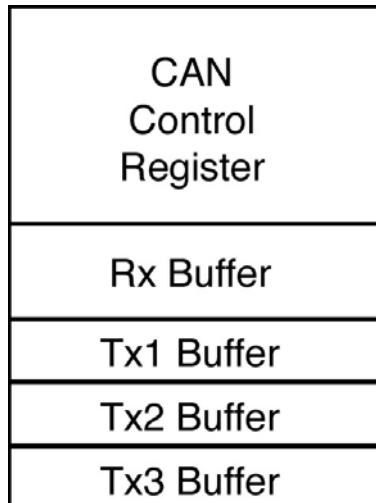 CAN
Control
Register
Rx Buffer
Tx1 Buffer
Tx2 Buffer
Tx3 Buffer